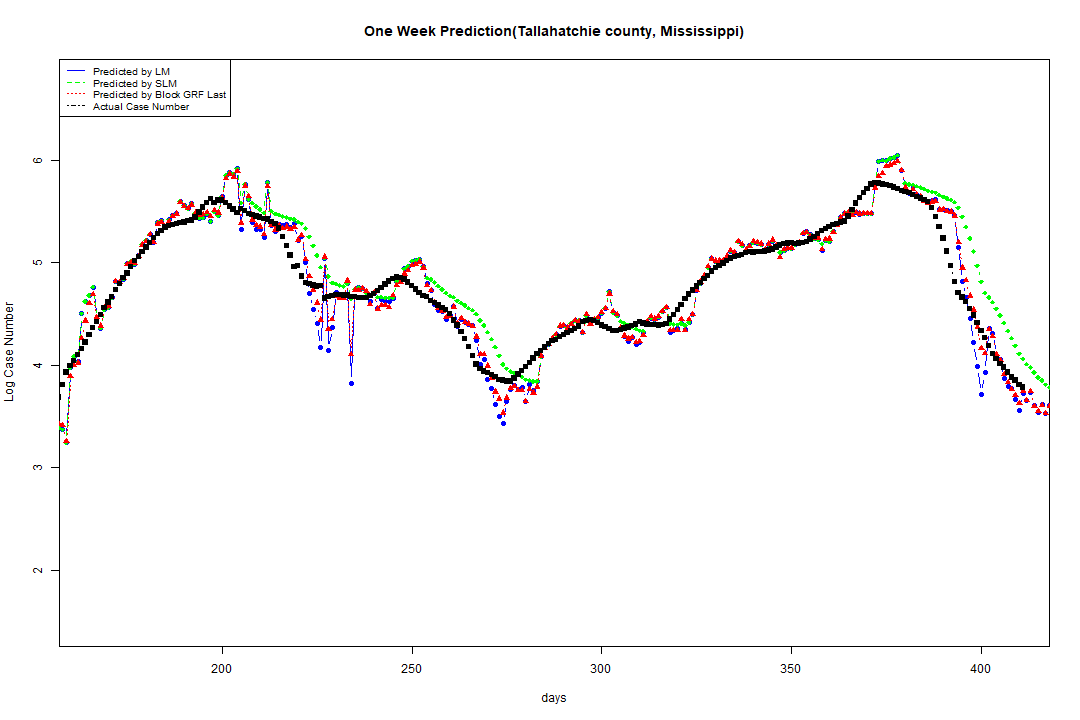 One Week Prediction(Tallahatchie county, Mississippi)
Predicted by LM
Predicted by SLM
Predicted by Block GRF Last
Actual Case Number
6
5
4
3
2
Log Case Number
200 250 300 350 400
days